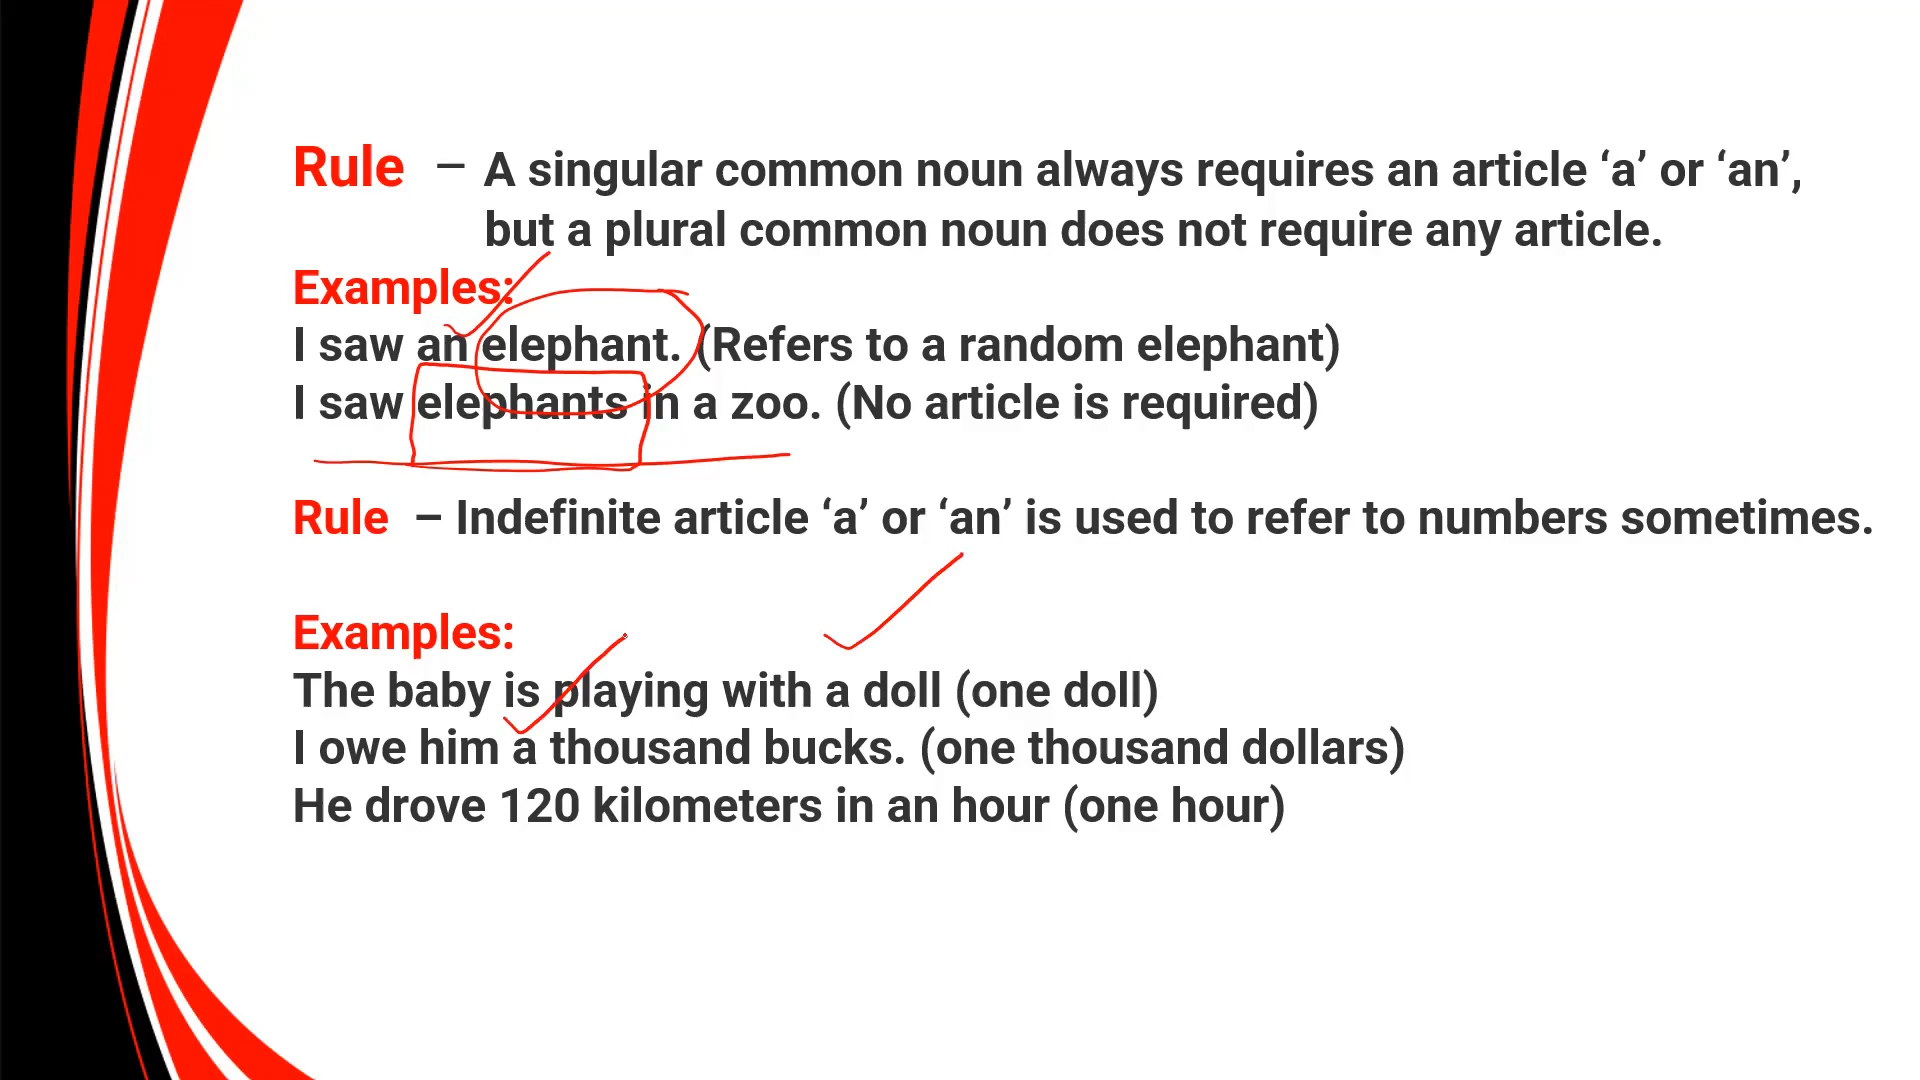 Rule – A singular common noun always requires an article ‘a’ or ‘an’,
but a plural common noun does not require any article.
Examples:
I saw an elephant. (Refers to a random elephant)
I saw elephants in a zoo. (No article is required)
Rule – Indefinite article ‘a’ or ‘an’ is used to refer to numbers sometimes.
Examples:
The baby is playing with a doll (one doll)
I owe him a thousand bucks. (one thousand dollars)
He drove 120 kilometers in an hour (one hour)